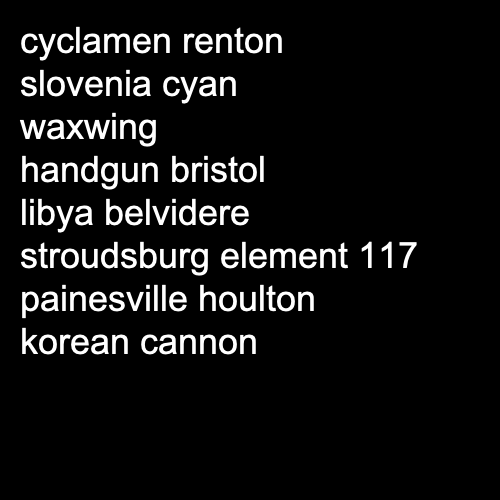 cyclamen renton
slovenia cyan
waxwing
handgun bristol
libya belvidere
stroudsburg element 117
painesville houlton
korean cannon